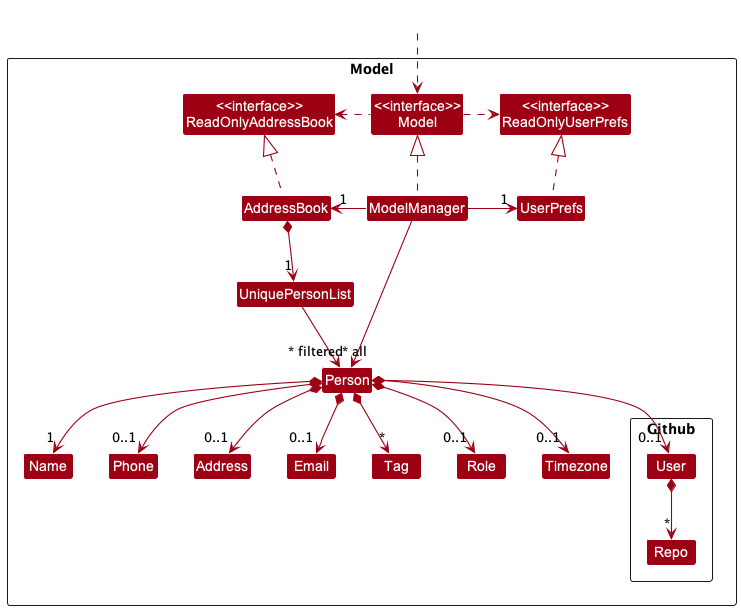 Model
<<interface>>
ReadOnlyAddressBook
<<interface>>
Model
<<interface>>
ReadOnlyUserPrefs
AddressBook
1
ModelManager
1
UserPrefs
1
UniquePersonList
* filtered
* all
Person
Github
1
0..1
0..1
0..1
*
0..1
0..1
0..1
Name
Phone
Address
Email
Tag
Role
Timezone
User
*
Repo